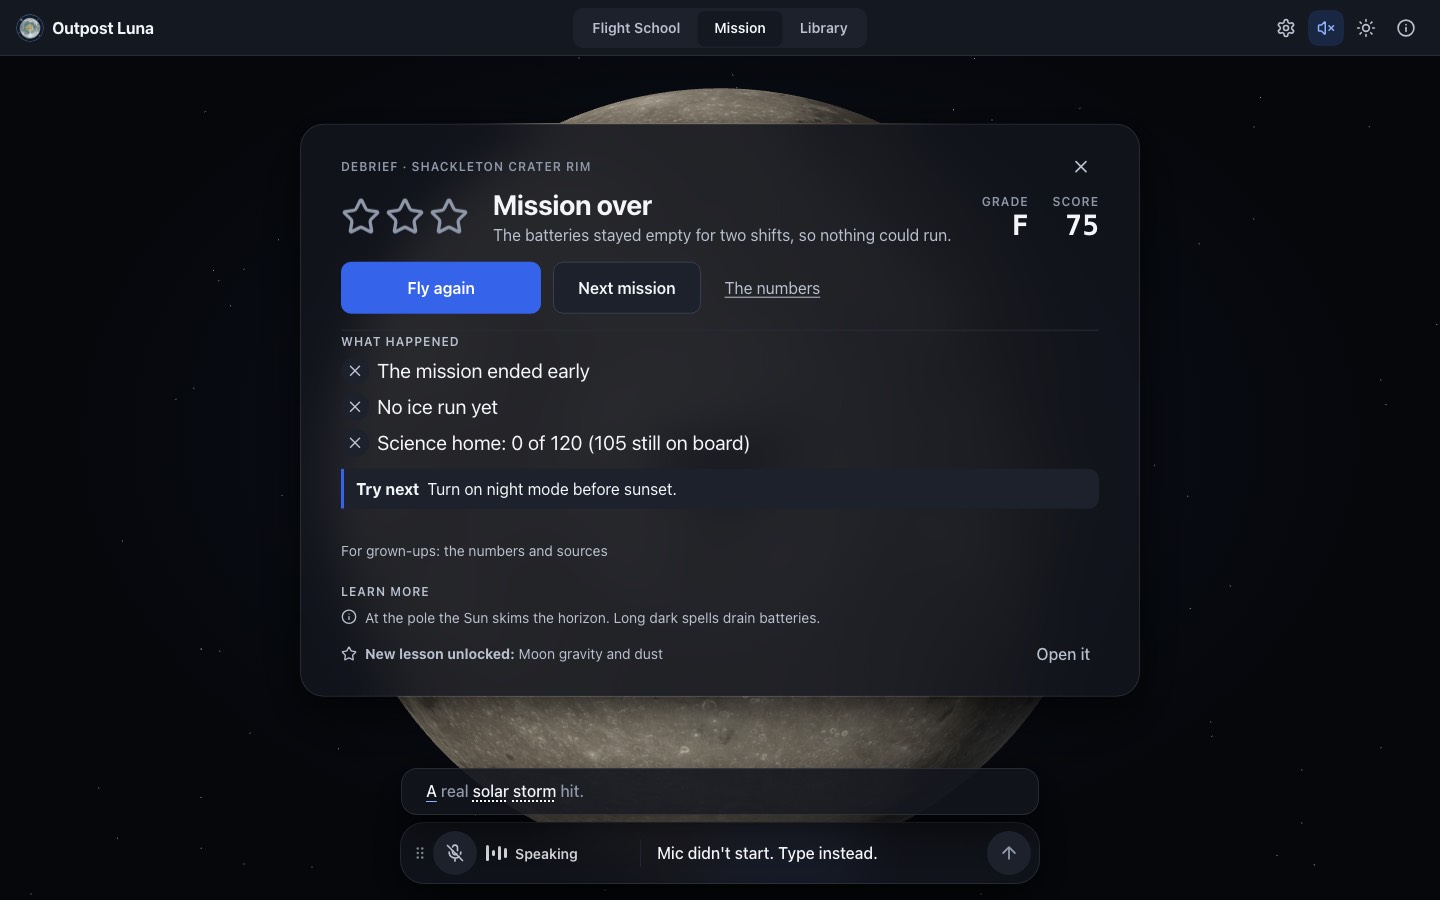 Outpost Luna
Flight School
Mission
Library
DEBRIEF · SHACKLETON CRATER RIM
Mission over
The batteries stayed empty for two shifts, so nothing could run.
GRADE
F
SCORE
75
Fly again
Next mission
The numbers
WHAT HAPPENED
The mission ended early
No ice run yet
Science home: 0 of 120 (105 still on board)
Try next Turn on night mode before sunset.
For grown-ups: the numbers and sources
LEARN MORE
At the pole the Sun skims the horizon. Long dark spells drain batteries.
New lesson unlocked: Moon gravity and dust
Open it
A real solar storm hit.
Speaking
Mic didn't start. Type instead.